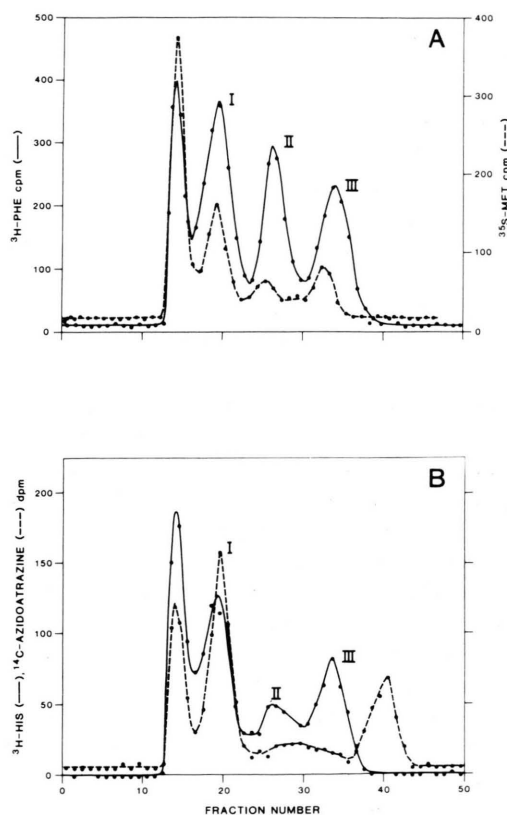 A
500
400
300
200
100
0
³H-PHE cpm (——)
400
300
200
100
0
³⁵S-MET cpm (——)
I
II
III
B
200
150
100
50
0
³H-HIS (——), ¹⁴C-AZIDOATRAZINE (---) dpm
I
II
III
0 10 20 30 40 50
FRACTION NUMBER